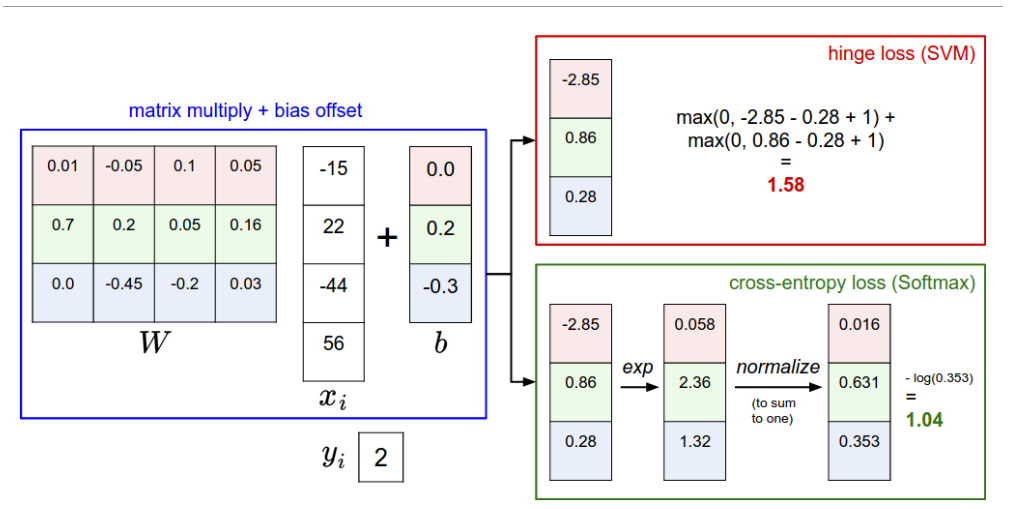 matrix multiply + bias offset
0.01 -0.05 0.1 0.05
0.7 0.2 0.05 0.16
0.0 -0.45 -0.2 0.03
W
-15
22
-44
56
x_i
+
0.0
0.2
-0.3
b
y_i 2
hinge loss (SVM)
-2.85
0.86
0.28
max(0, -2.85 - 0.28 + 1) +
max(0, 0.86 - 0.28 + 1)
=
1.58
cross-entropy loss (Softmax)
-2.85
0.86
0.28
exp
0.058
2.36
1.32
normalize
(to sum
to one)
0.016
0.631
0.353
- log(0.353)
=
1.04